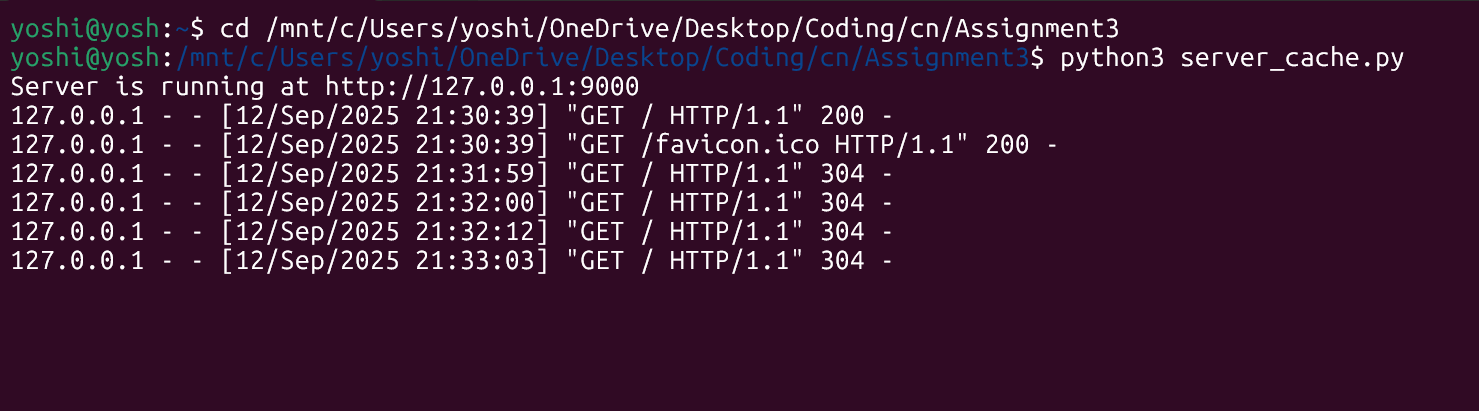 yoshi@yosh:~$ cd /mnt/c/Users/yoshi/OneDrive/Desktop/Coding/cn/Assignment3
yoshi@yosh:/mnt/c/Users/yoshi/OneDrive/Desktop/Coding/cn/Assignment3$ python3 server_cache.py
Server is running at http://127.0.0.1:9000
127.0.0.1 - - [12/Sep/2025 21:30:39] "GET / HTTP/1.1" 200 -
127.0.0.1 - - [12/Sep/2025 21:30:39] "GET /favicon.ico HTTP/1.1" 200 -
127.0.0.1 - - [12/Sep/2025 21:31:59] "GET / HTTP/1.1" 304 -
127.0.0.1 - - [12/Sep/2025 21:32:00] "GET / HTTP/1.1" 304 -
127.0.0.1 - - [12/Sep/2025 21:32:12] "GET / HTTP/1.1" 304 -
127.0.0.1 - - [12/Sep/2025 21:33:03] "GET / HTTP/1.1" 304 -